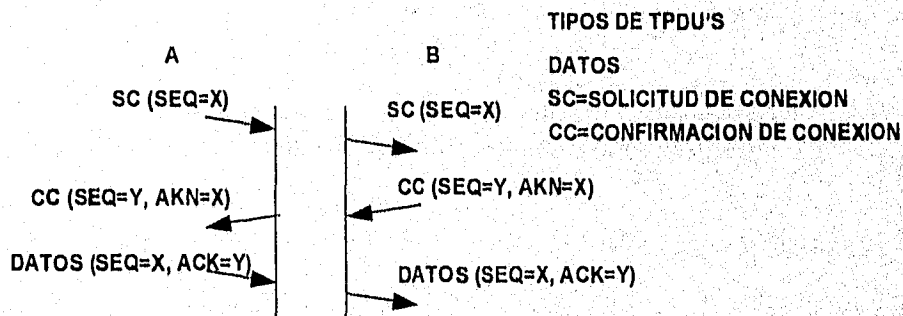 TIPOS DE TPDU'S
A
B
DATOS
SC (SEQ=X)
SC (SEQ=X)
SC=SOLICITUD DE CONEXION
CC=CONFIRMACION DE CONEXION
CC (SEQ=Y, AKN=X)
CC (SEQ=Y, AKN=X)
DATOS (SEQ=X, ACK=Y)
DATOS (SEQ=X, ACK=Y)